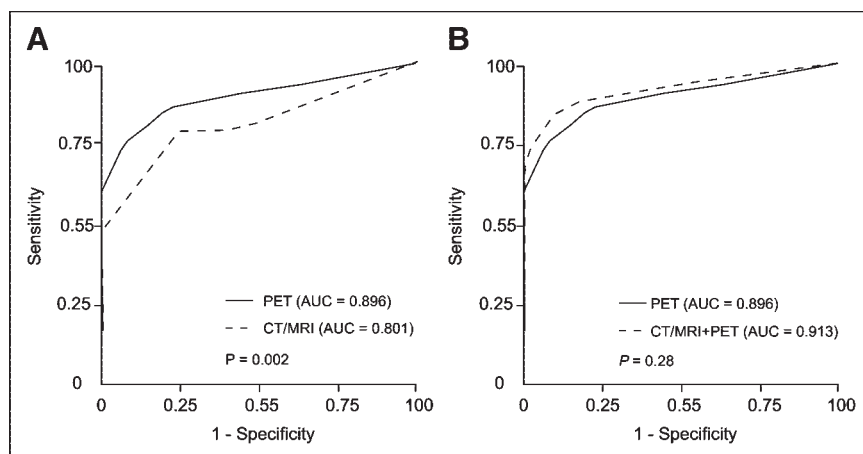 A
100
0.75
0.55
0.25
0
Sensitivity
PET (AUC = 0.896)
CT/MRI (AUC = 0.801)
P = 0.002
0 0.25 0.55 0.75 100
1 - Specificity
B
100
0.75
0.55
0.25
0
Sensitivity
PET (AUC = 0.896)
CT/MRI+PET (AUC = 0.913)
P = 0.28
0 0.25 0.55 0.75 100
1 - Specificity